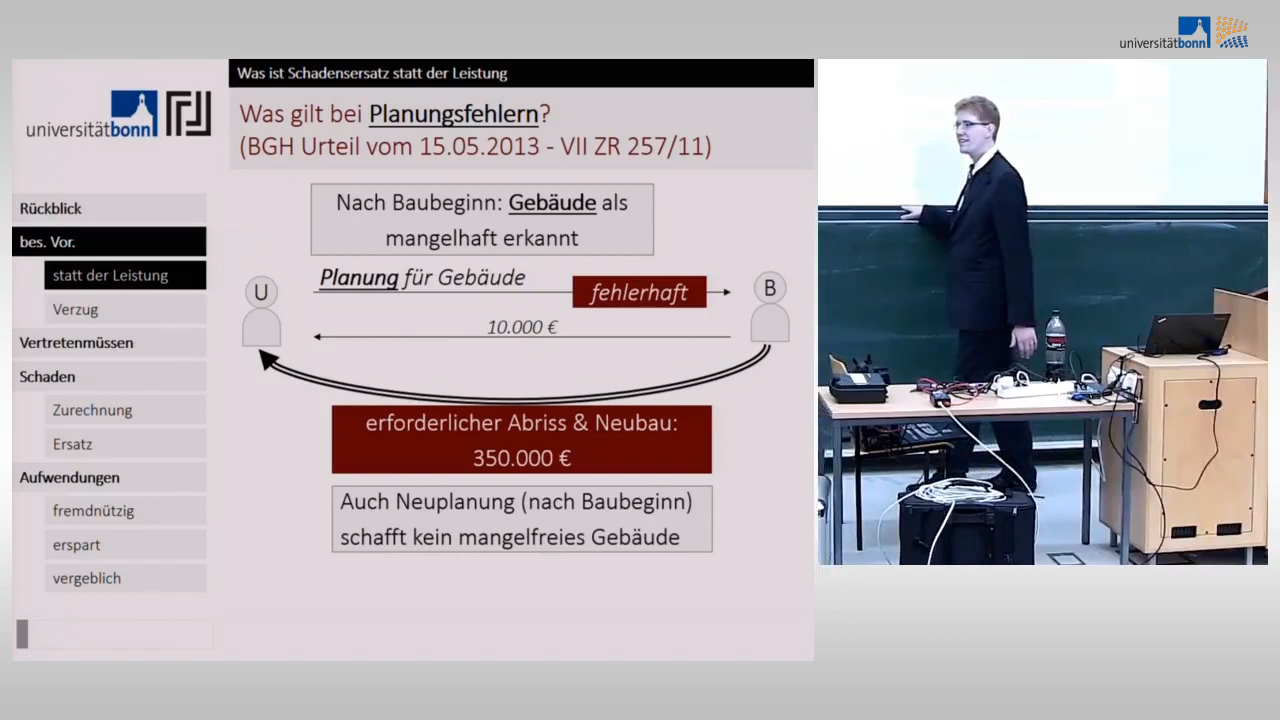 universitätbonn
Was ist Schadensersatz statt der Leistung
universitätbonn
Was gilt bei Planungsfehlern?
(BGH Urteil vom 15.05.2013 - VII ZR 257/11)
Rückblick
bes. Vor.
statt der Leistung
Verzug
Vertretenmüssen
Schaden
Zurechnung
Ersatz
Aufwendungen
fremdnützig
erspart
vergeblich
Nach Baubeginn: Gebäude als
mangelhaft erkannt
Planung für Gebäude
fehlerhaft
U
B
10.000 €
erforderlicher Abriss & Neubau:
350.000 €
Auch Neuplanung (nach Baubeginn)
schafft kein mangelfreies Gebäude